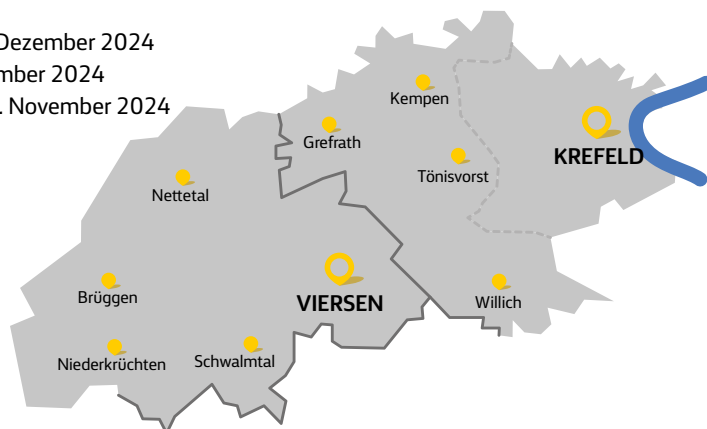 Dezember 2024
mber 2024
. November 2024
Kempen
Grefrath
KREFELD
Tönisvorst
Nettetal
Brüggen
VIERSEN
Willich
Niederkrüchten
Schwalmtal